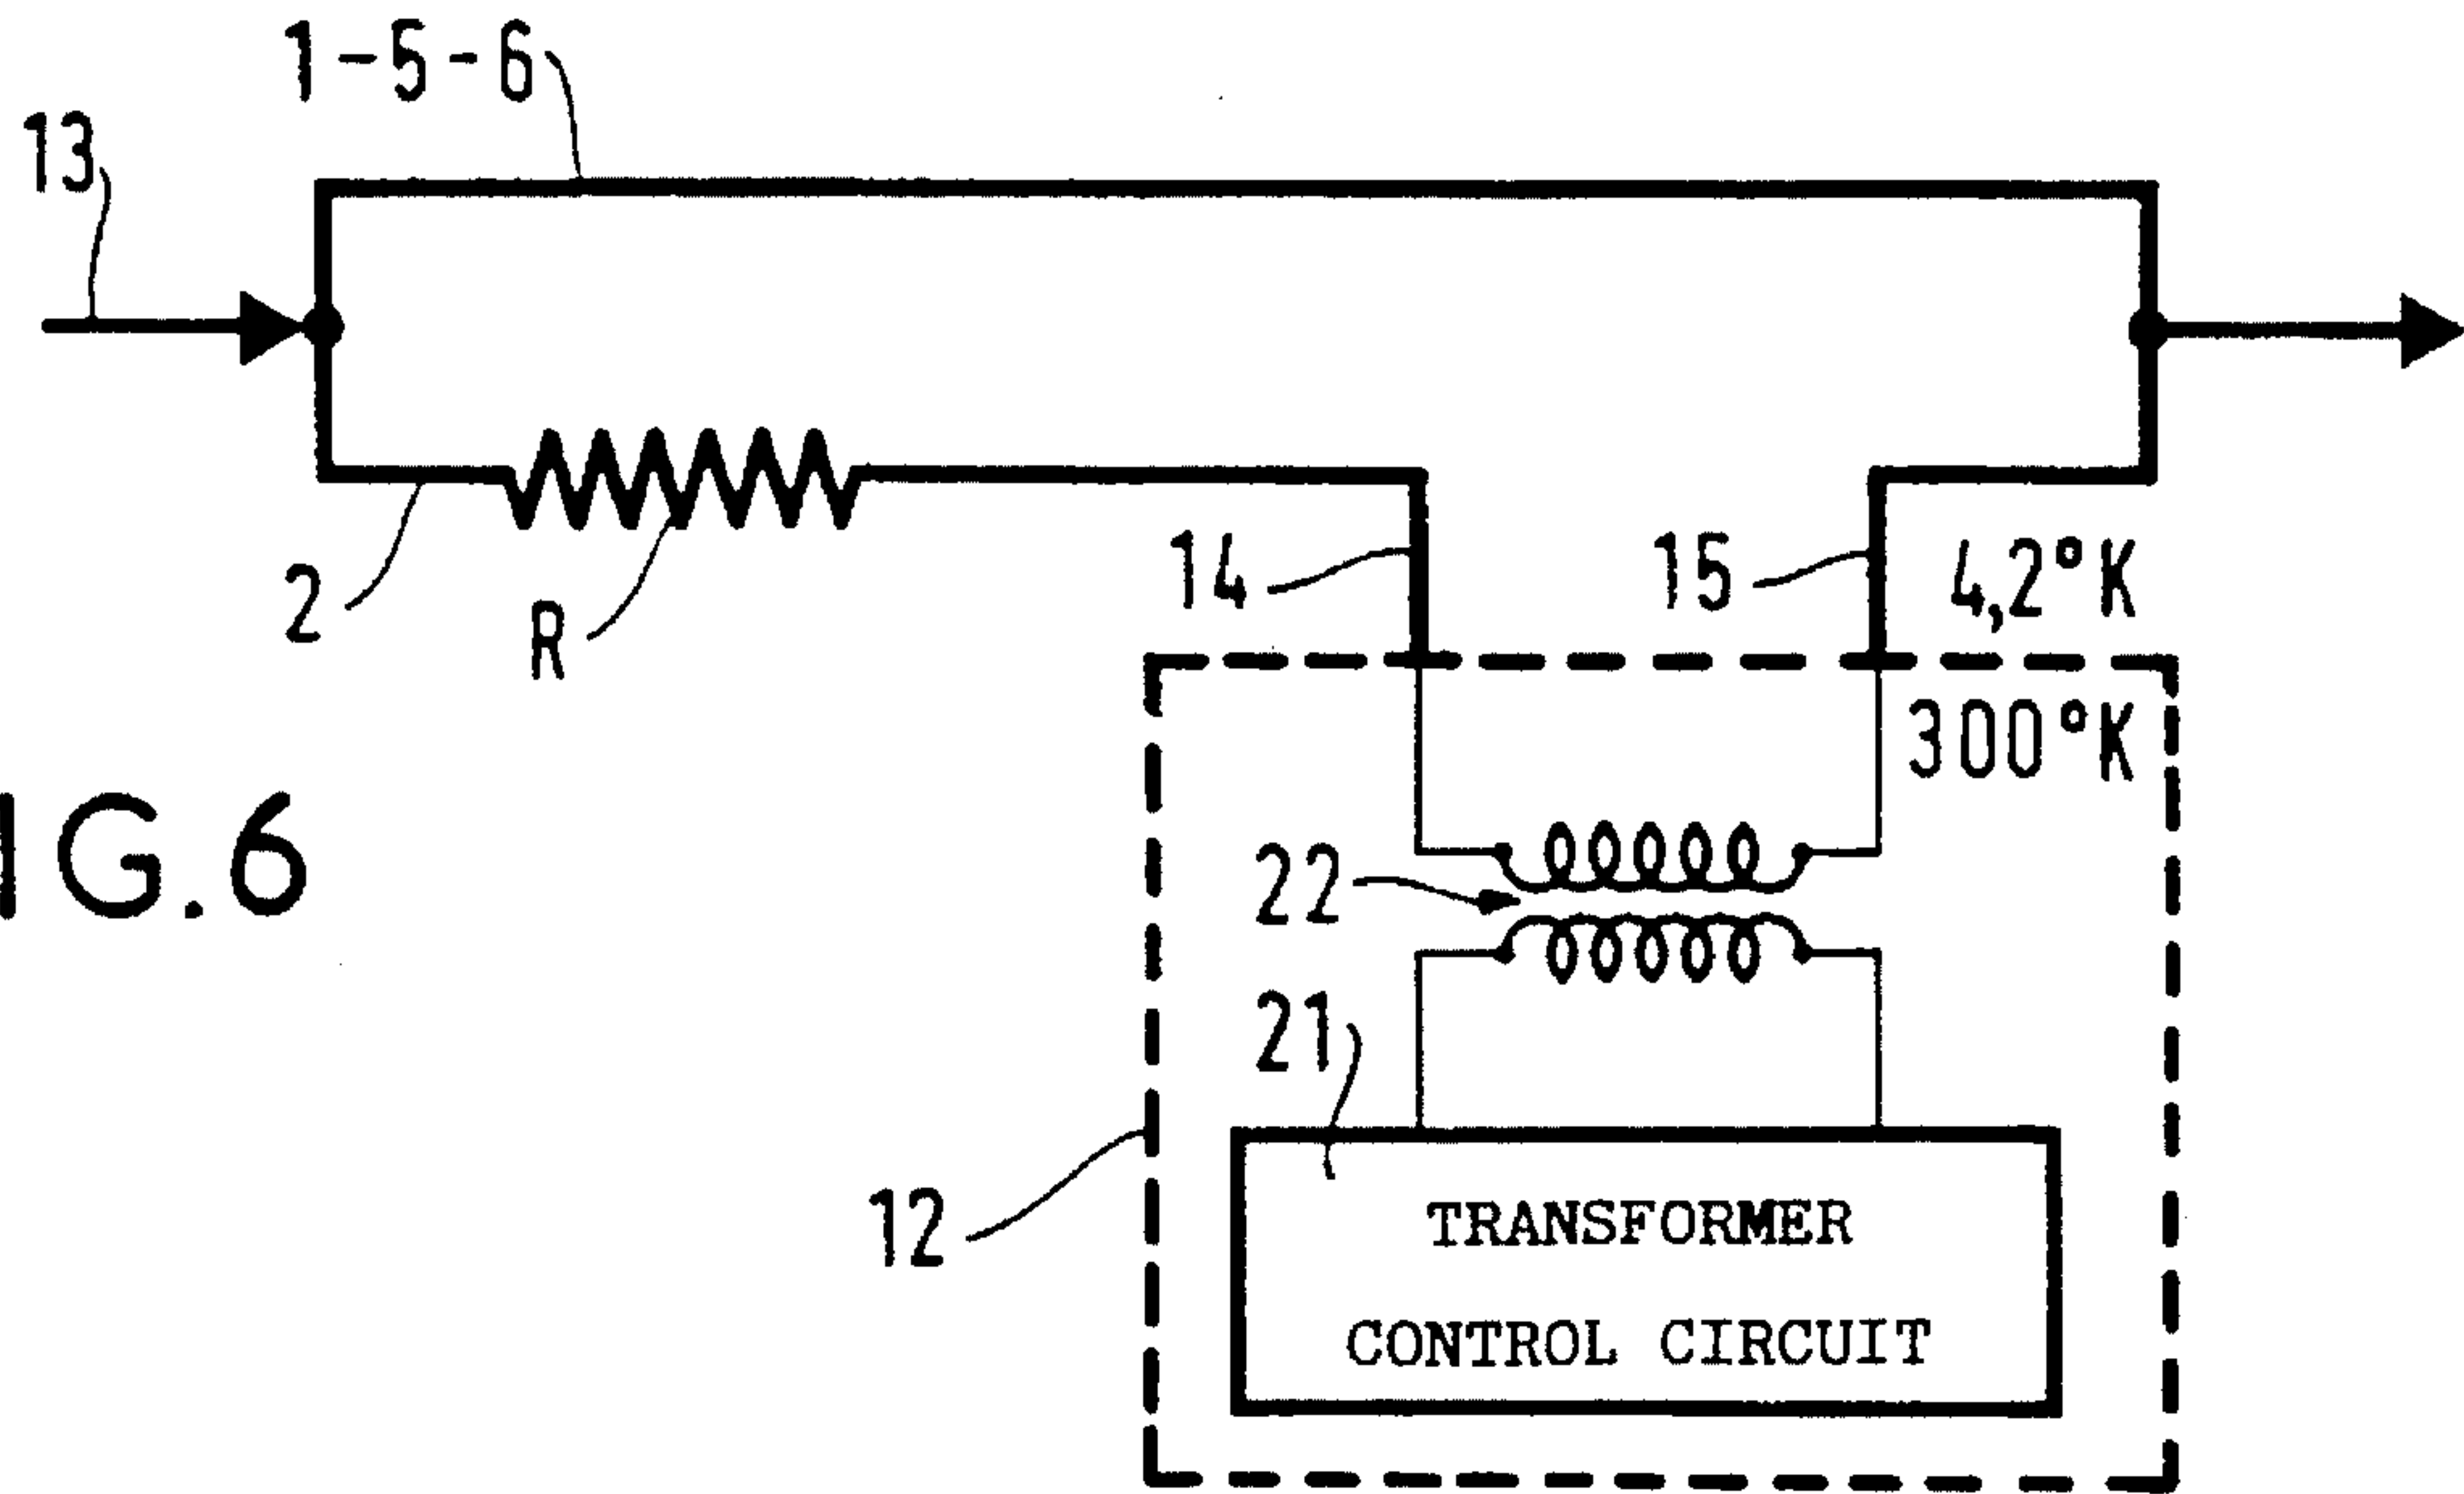 1-5-6
13
2
R
14
15
4,2°K
300°K
IG.6
22
21
12
TRANSFORMER
CONTROL CIRCUIT